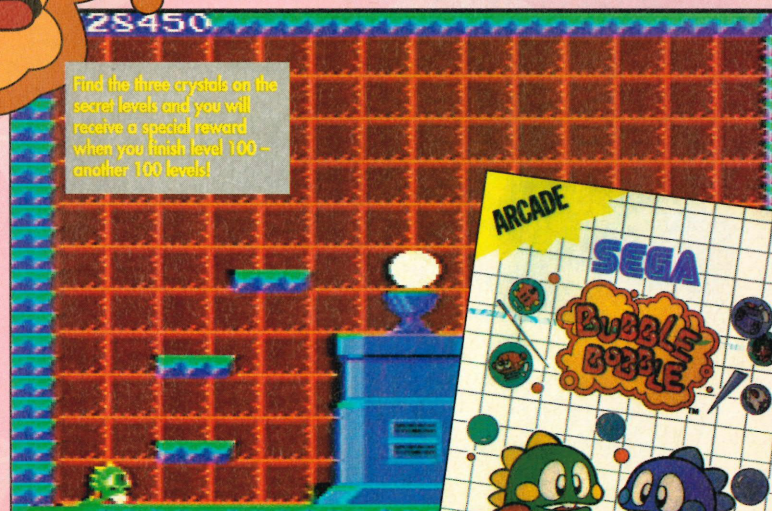 28450
Find the three crystals on the
secret levels and you will
receive a special reward
when you finish level 100 –
another 100 levels!
ARCADE
SEGA
BUBBLE
BOBBLE
TM